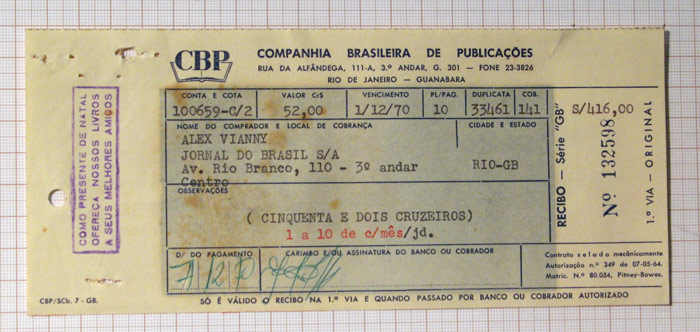 CBP
COMPANHIA BRASILEIRA DE PUBLICAÇÕES
RUA DA ALFÂNDEGA, 111-A, 3.º ANDAR, G. 301 — FONE 23-3826
RIO DE JANEIRO — GUANABARA
COMO PRESENTE DE NATAL
OFEREÇA NOSSOS LIVROS
A SEUS MELHORES AMIGOS
CONTA E COTA VALOR Cr$ VENCIMENTO PL/PAG. DUPLICATA COB.
100659-C/2 52,00 1/12/70 10 33461 141
S/416,00
NOME DO COMPRADOR E LOCAL DE COBRANÇA CIDADE E ESTADO
ALEX VIANNY
JORNAL DO BRASIL S/A
Av. Rio Branco, 110 - 3º andar RIO-GB
Centro
OBSERVAÇÕES
( CINQUENTA E DOIS CRUZEIROS)
1 a 10 de c/mês/jd.
D/ DO PAGAMENTO CARIMBO E/OU ASSINATURA DO BANCO OU COBRADOR
RECIBO — Série "GB"
Nº 132598
1.ª VIA — ORIGINAL
Contrato selado mecânicamente
Autorização n.º 349 de 07-05-64.
Matric. N.º 80.054, Pitney-Bowes.
CBP/SCb. 7 - GB.
SÓ É VÁLIDO O RECIBO NA 1.ª VIA E QUANDO PASSADO POR BANCO OU COBRADOR AUTORIZADO